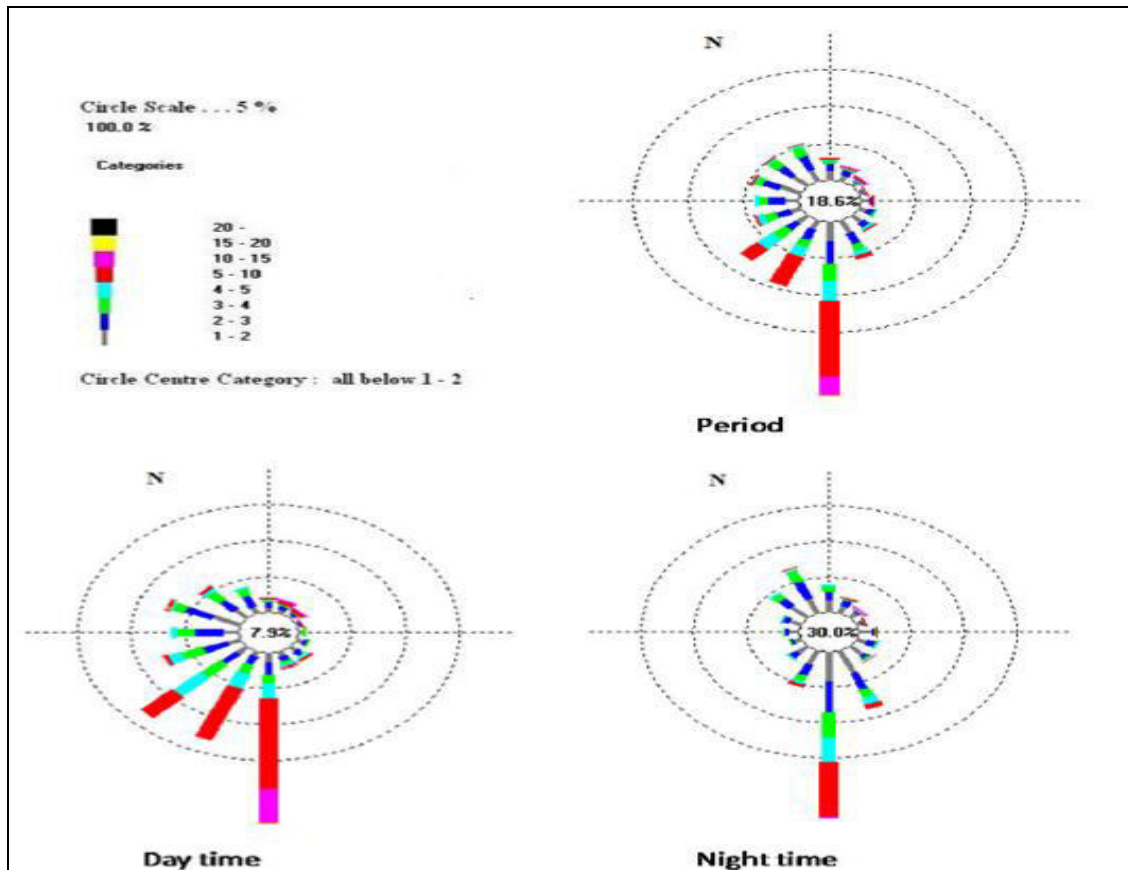 N
Circle Scale . . . 5 %
100.0 %
Categories
20 -
15 - 20
10 - 15
5 - 10
4 - 5
3 - 4
2 - 3
1 - 2
Circle Centre Category : all below 1 - 2
18.6%
Period
N
7.9%
Day time
N
30.0%
Night time